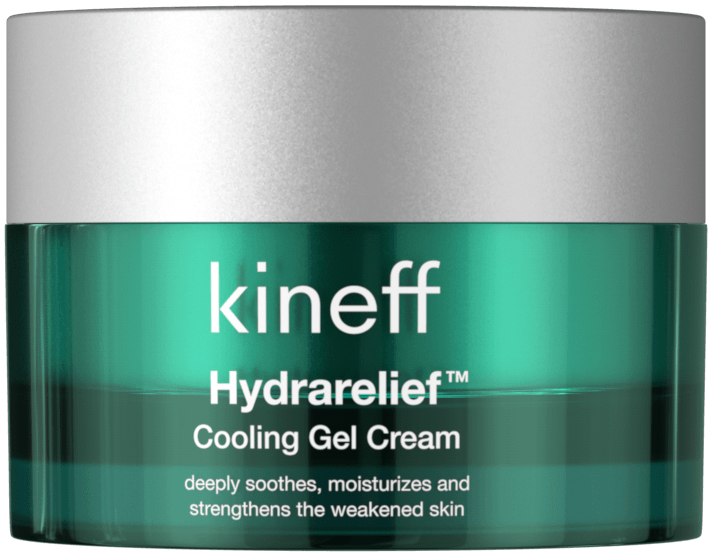 kineff
Hydrarelief™
Cooling Gel Cream
deeply soothes, moisturizes and
strengthens the weakened skin